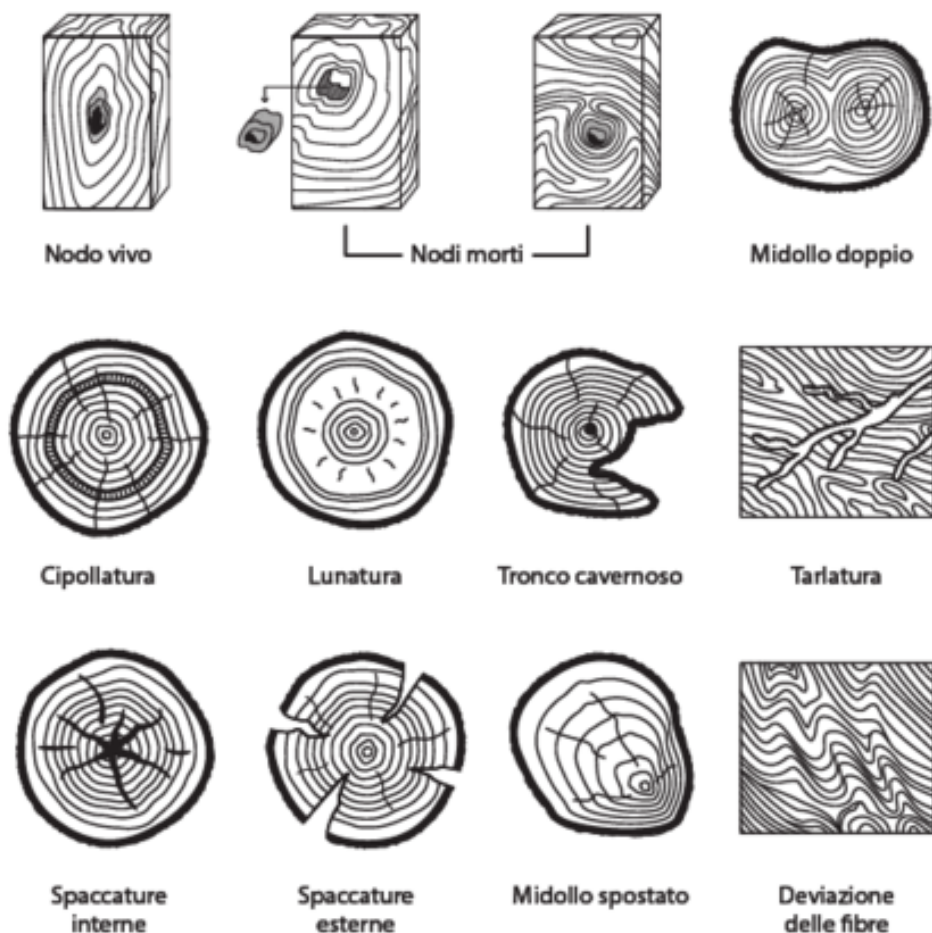 Nodo vivo
Nodi morti
Midollo doppio
Cipollatura
Lunatura
Tronco cavernoso
Tarlatura
Spaccature
interne
Spaccature
esterne
Midollo spostato
Deviazione
delle fibre